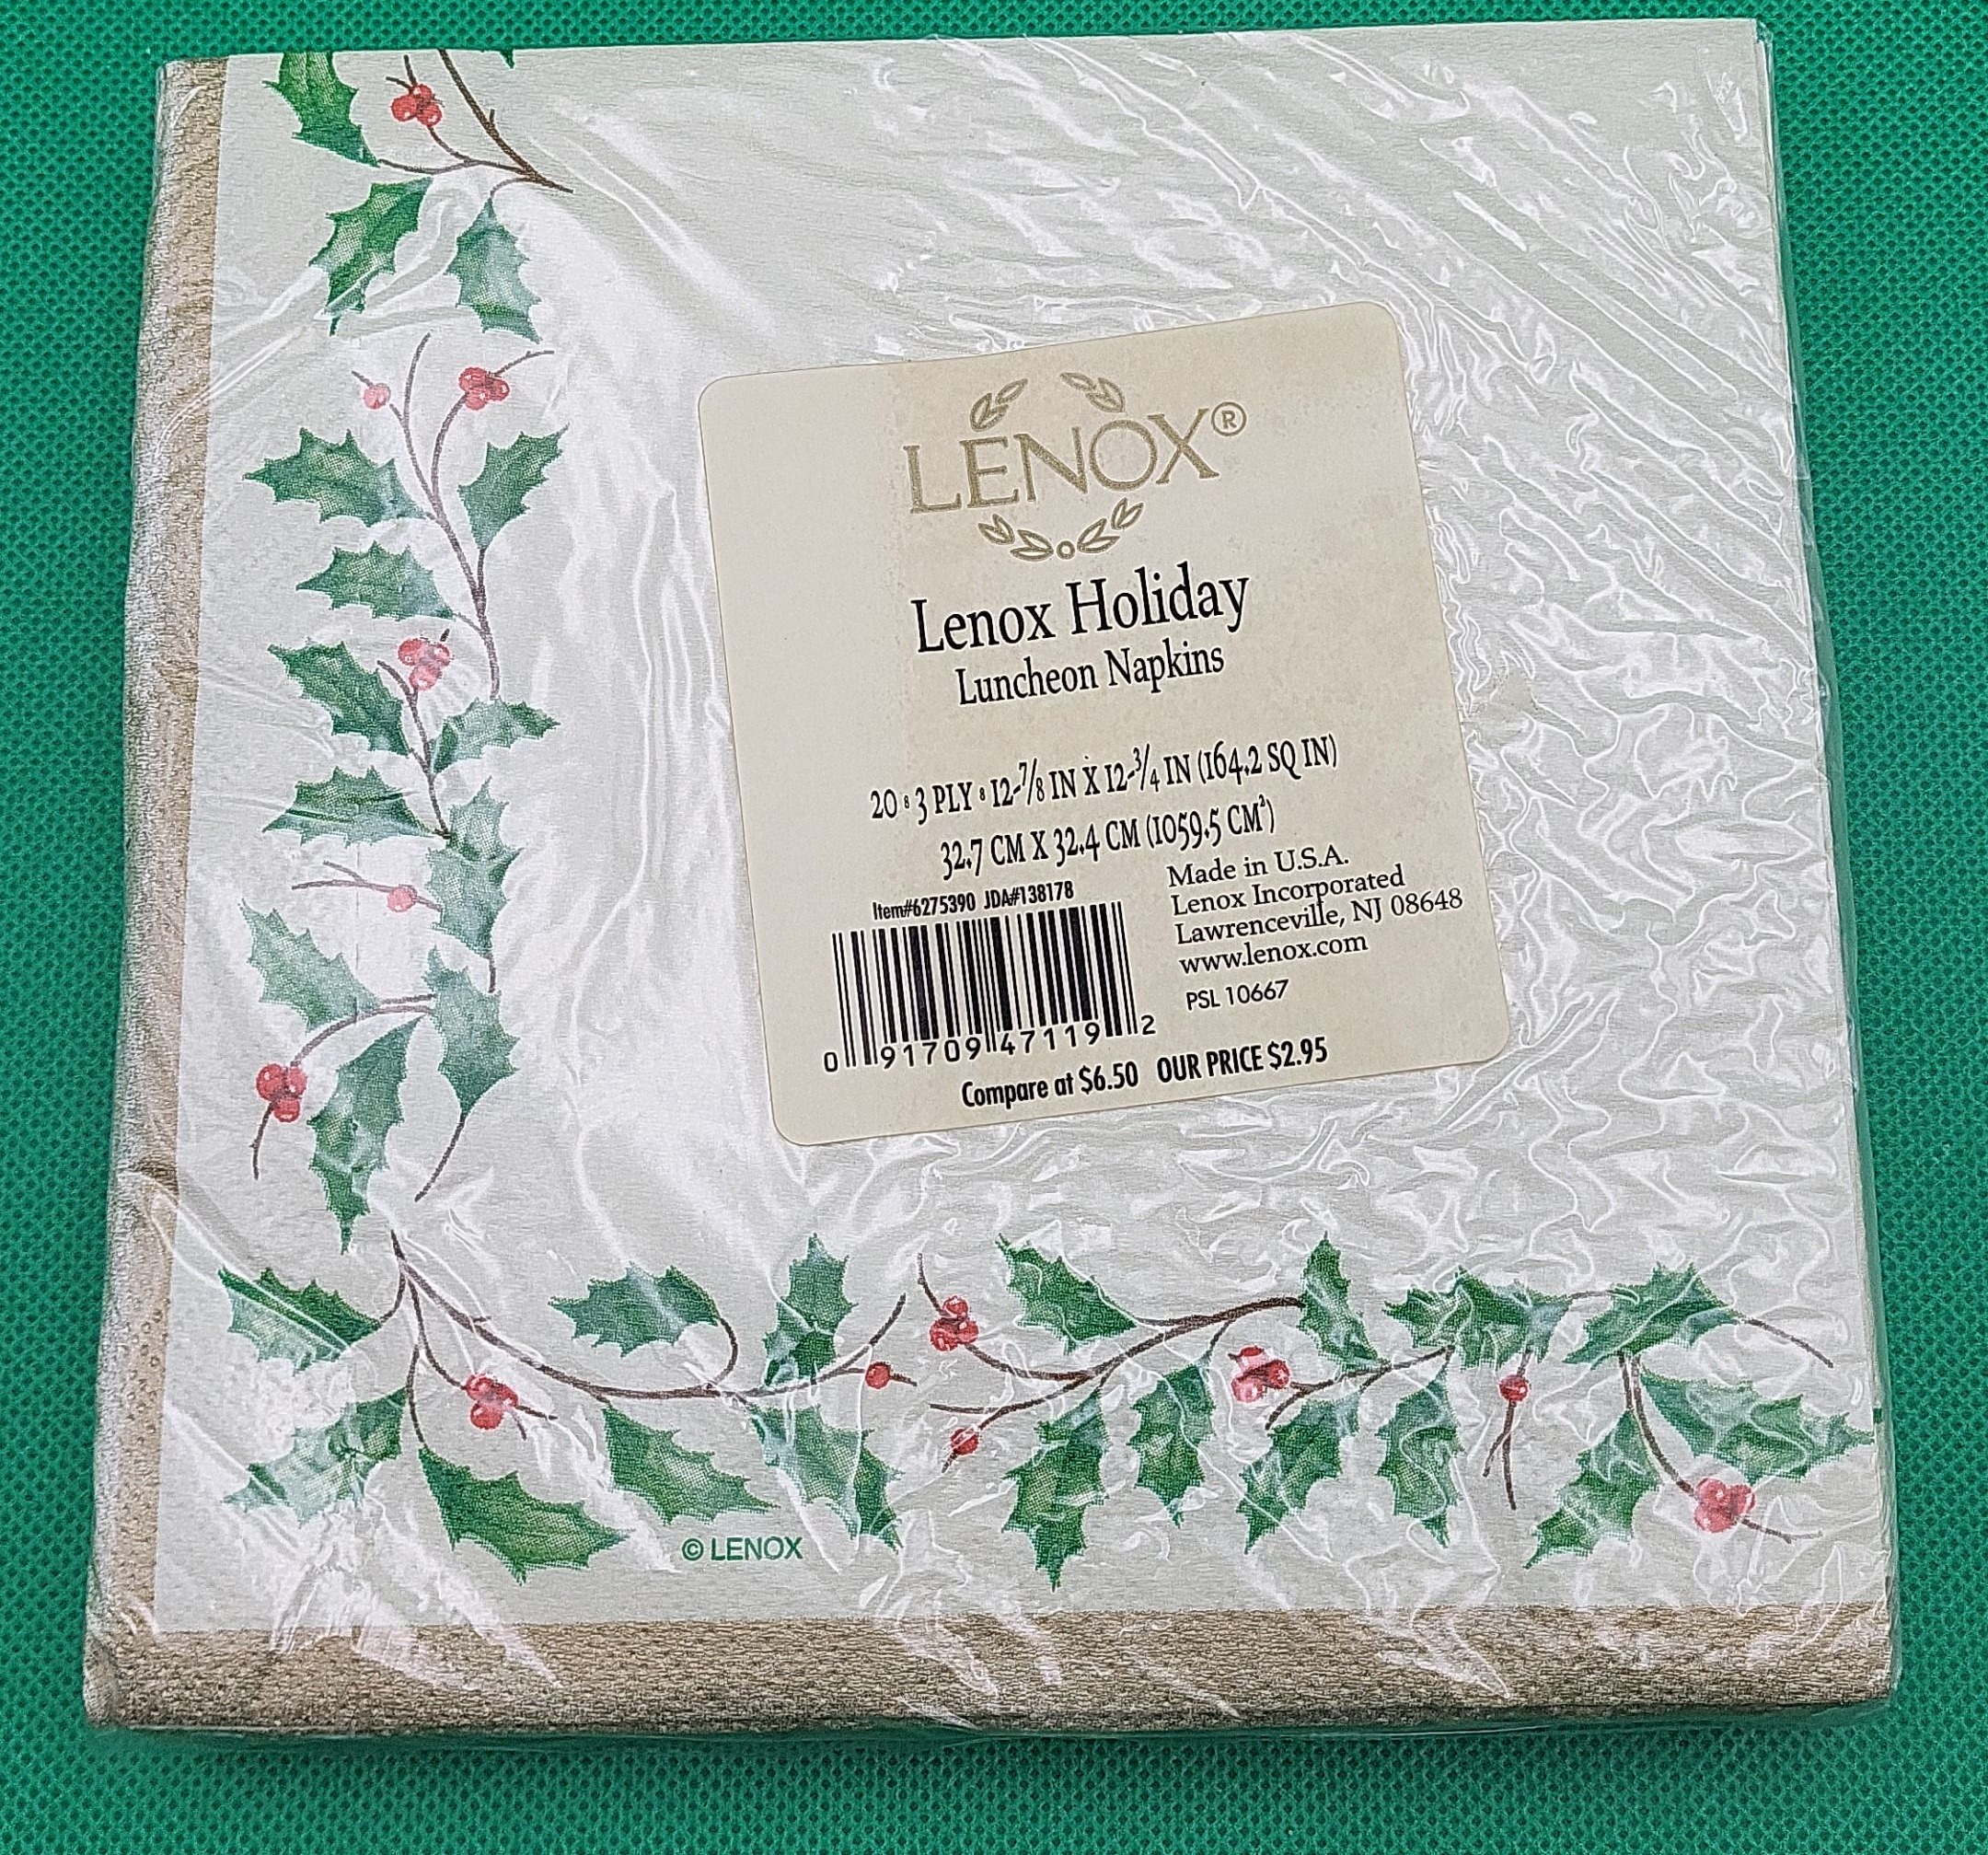 LENOX®
Lenox Holiday
Luncheon Napkins
20 • 3 PLY • 12-7/8 IN X 12-3/4 IN (164.2 SQ IN)
32.7 CM X 32.4 CM (1059.5 CM²)
Item#6275390 JDA#138178
Made in U.S.A.
Lenox Incorporated
Lawrenceville, NJ 08648
www.lenox.com
PSL 10667
0 91709 47119 2
Compare at $6.50 OUR PRICE $2.95
© LENOX